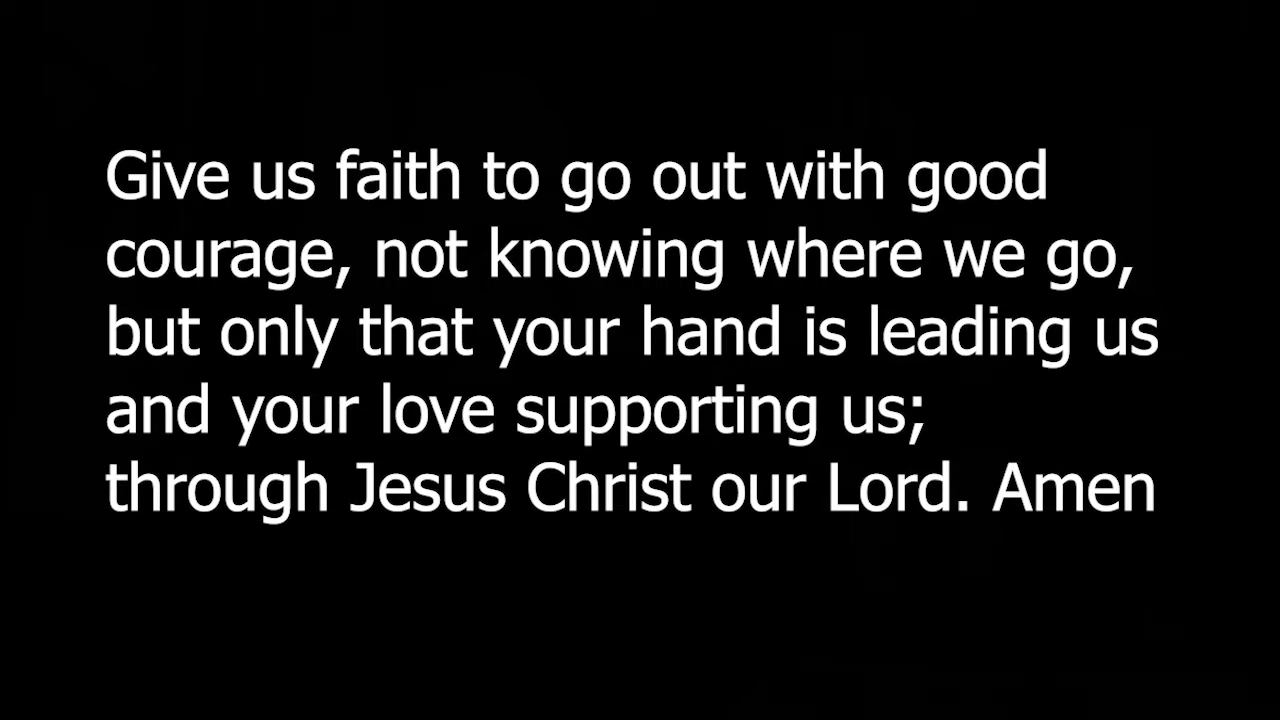 Give us faith to go out with good
courage, not knowing where we go,
but only that your hand is leading us
and your love supporting us;
through Jesus Christ our Lord. Amen